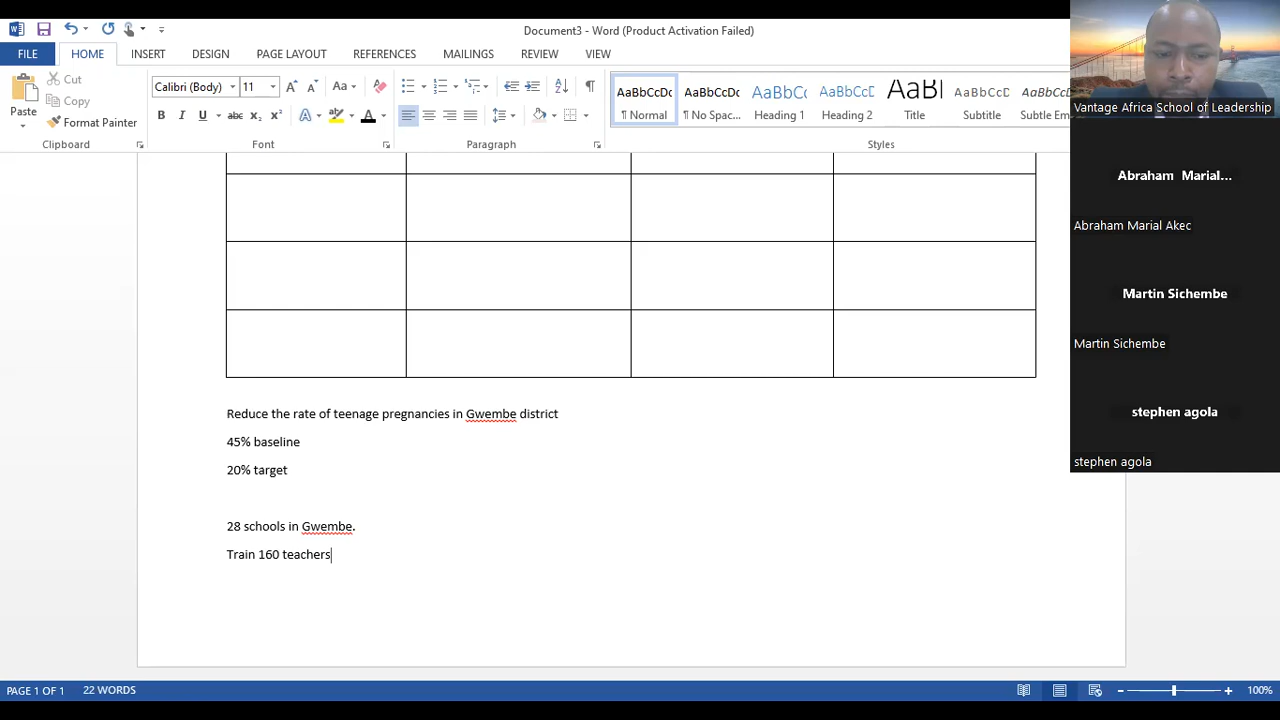 Document3 - Word (Product Activation Failed)
FILE HOME INSERT DESIGN PAGE LAYOUT REFERENCES MAILINGS REVIEW VIEW
Paste
Cut
Copy
Format Painter
Clipboard
Calibri (Body) 11
Font
Paragraph
AaBbCcDc AaBbCcDc AaBbCc AaBbCcD AaBl AaBbCcD AaBbCcD
¶ Normal ¶ No Spac... Heading 1 Heading 2 Title Subtitle Subtle Em
Styles
Reduce the rate of teenage pregnancies in Gwembe district
45% baseline
20% target
28 schools in Gwembe.
Train 160 teachers
Vantage Africa School of Leadership
Abraham Marial...
Abraham Marial Akec
Martin Sichembe
Martin Sichembe
stephen agola
stephen agola
PAGE 1 OF 1 22 WORDS
100%